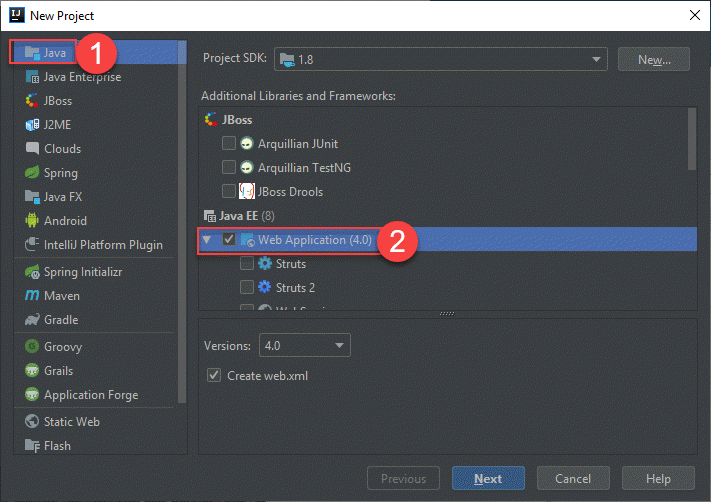 New Project
Java
1
Java Enterprise
JBoss
J2ME
Clouds
Spring
Java FX
Android
IntelliJ Platform Plugin
Spring Initializr
Maven
Gradle
Groovy
Grails
Application Forge
Static Web
Flash
Project SDK:
1.8
New...
Additional Libraries and Frameworks:
JBoss
Arquillian JUnit
Arquillian TestNG
JBoss Drools
Java EE (8)
Web Application (4.0)
2
Struts
Struts 2
Versions:
4.0
Create web.xml
Previous
Next
Cancel
Help